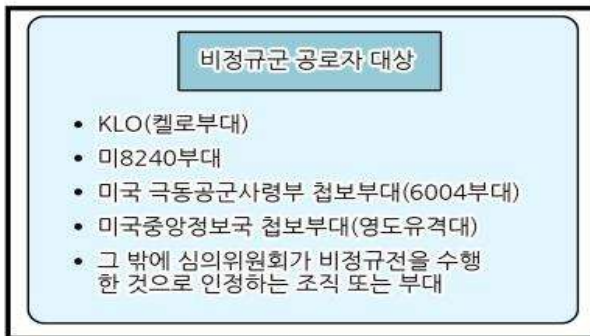 비정규군 공로자 대상
• KLO(켈로부대)
• 미8240부대
• 미국 극동공군사령부 첩보부대(6004부대)
• 미국중앙정보국 첩보부대(영도유격대)
• 그 밖에 심의위원회가 비정규전을 수행
한 것으로 인정하는 조직 또는 부대